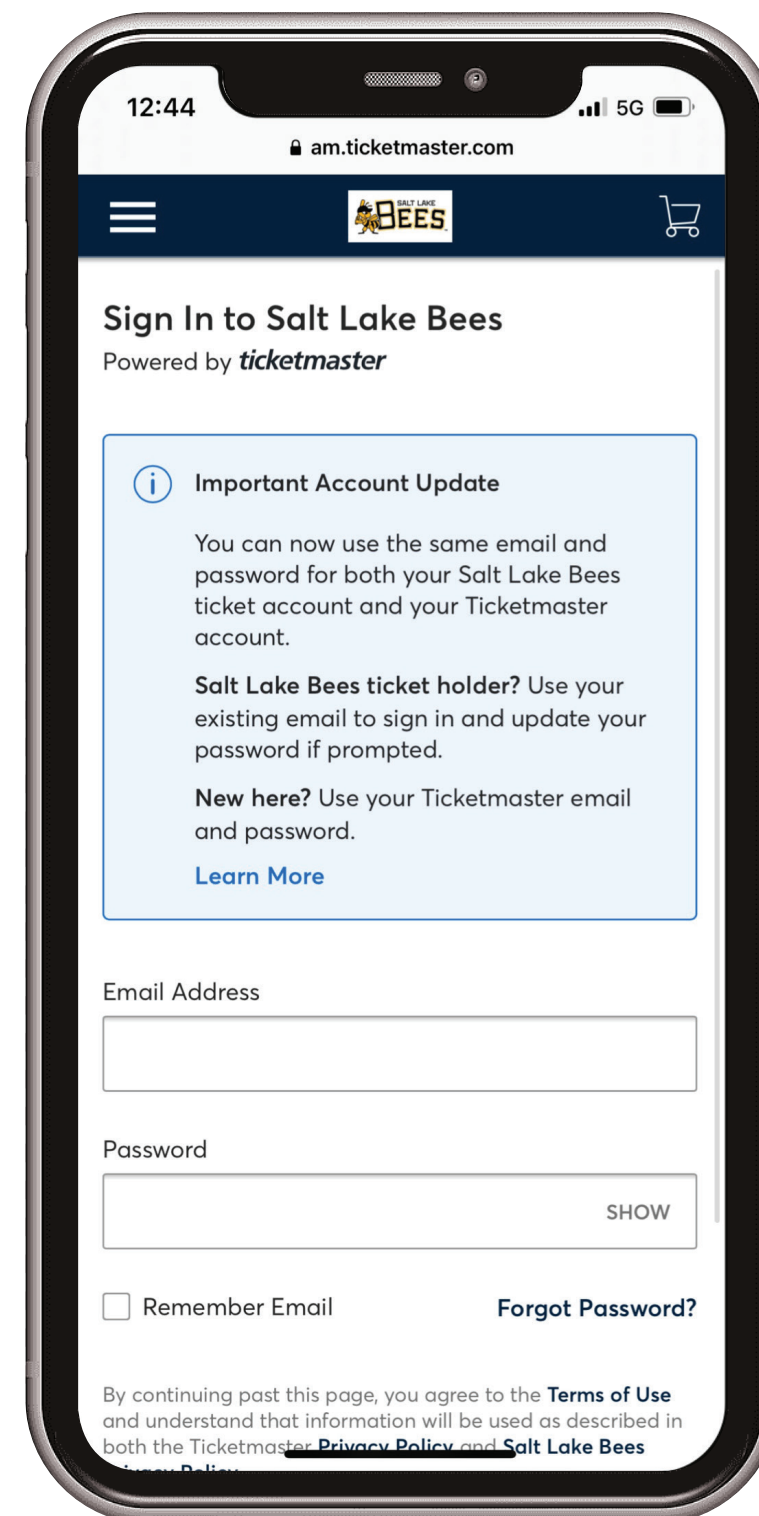 12:44
5G
am.ticketmaster.com
SALT LAKE
BEES
Sign In to Salt Lake Bees
Powered by ticketmaster
Important Account Update
You can now use the same email and
password for both your Salt Lake Bees
ticket account and your Ticketmaster
account.
Salt Lake Bees ticket holder? Use your
existing email to sign in and update your
password if prompted.
New here? Use your Ticketmaster email
and password.
Learn More
Email Address
Password
SHOW
Remember Email
Forgot Password?
By continuing past this page, you agree to the Terms of Use
and understand that information will be used as described in
both the Ticketmaster Privacy Policy and Salt Lake Bees
Privacy Policy